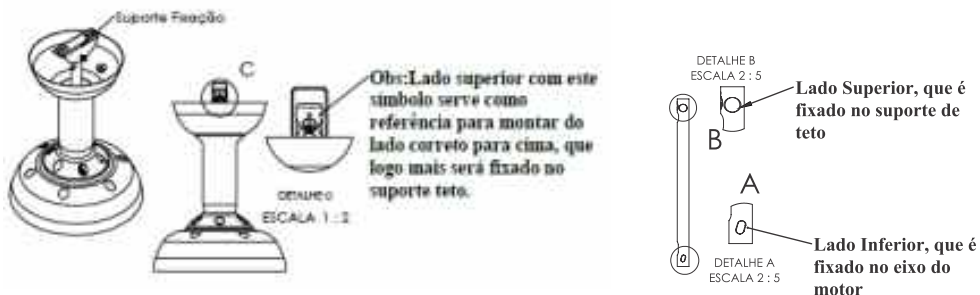 Suporte Fixação
C
Obs:Lado superior com este
símbolo serve como
referência para montar do
lado correto para cima, que
logo mais será fixado no
suporte teto.
DETALHE C
ESCALA 1 : 2
DETALHE B
ESCALA 2 : 5
Lado Superior, que é
fixado no suporte de
teto
B
A
DETALHE A
ESCALA 2 : 5
Lado Inferior, que é
fixado no eixo do
motor